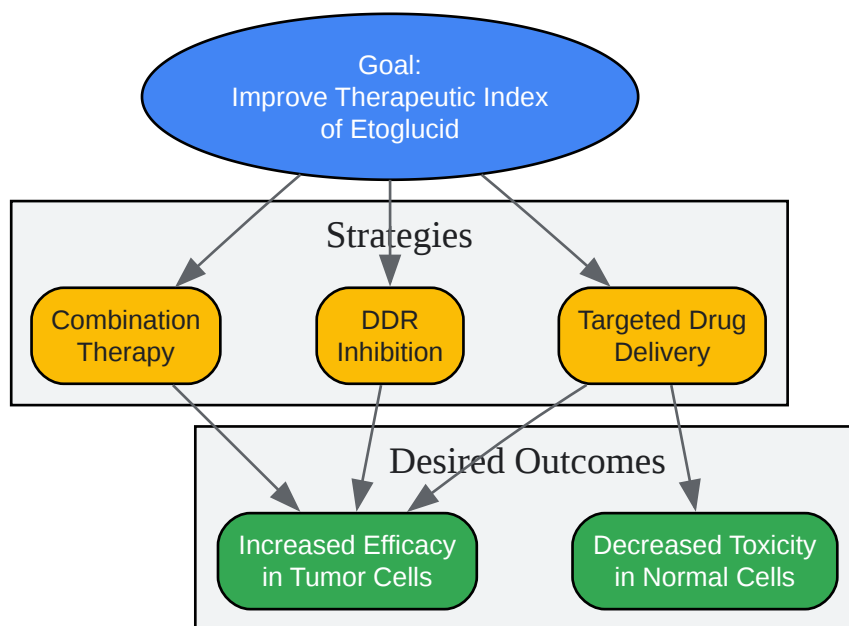 Goal:
Improve Therapeutic Index
of Etoglucid
Strategies
Combination
Therapy
DDR
Inhibition
Targeted Drug
Delivery
Desired Outcomes
Increased Efficacy
in Tumor Cells
Decreased Toxicity
in Normal Cells